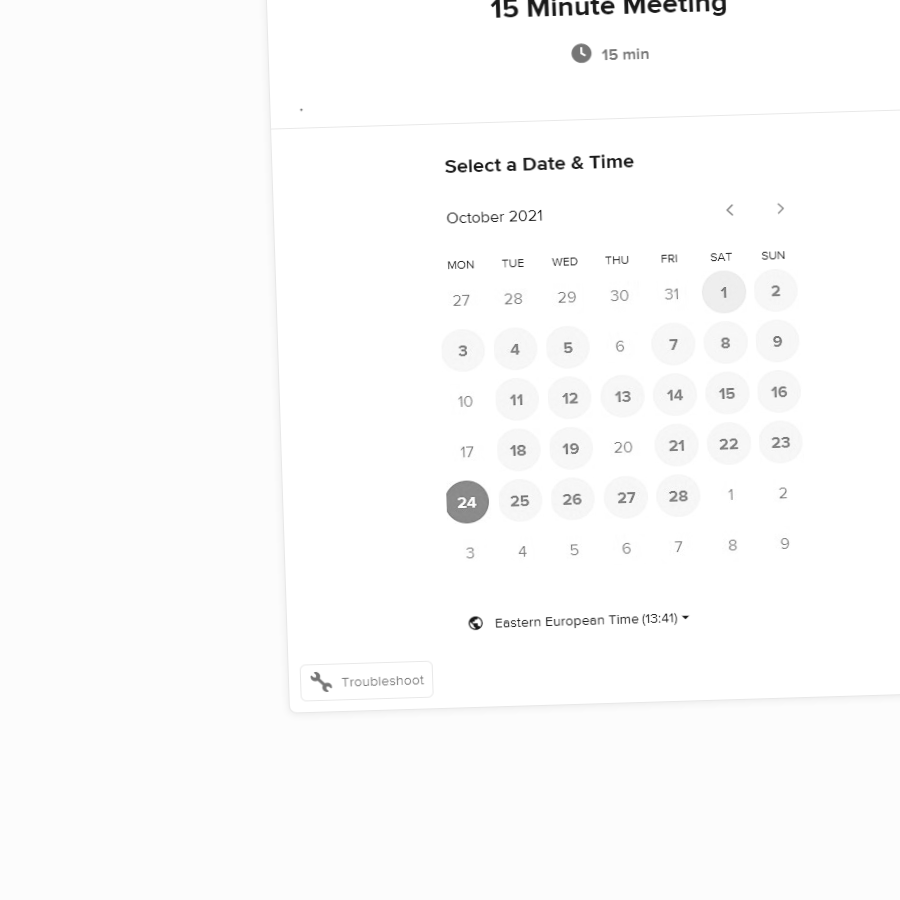 15 Minute Meeting
15 min
Select a Date & Time
October 2021
MON TUE WED THU FRI SAT SUN
27 28 29 30 31 1 2
3 4 5 6 7 8 9
10 11 12 13 14 15 16
17 18 19 20 21 22 23
24 25 26 27 28 1 2
3 4 5 6 7 8 9
Eastern European Time (13:41)
Troubleshoot